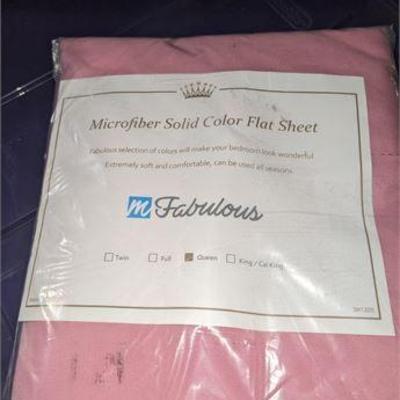 Microfiber Solid Color Flat Sheet
Fabulous selection of colors will make your bedroom look wonderful
Extremely soft and comfortable, can be used all seasons.
m Fabulous
Twin Full Queen King / Cal King